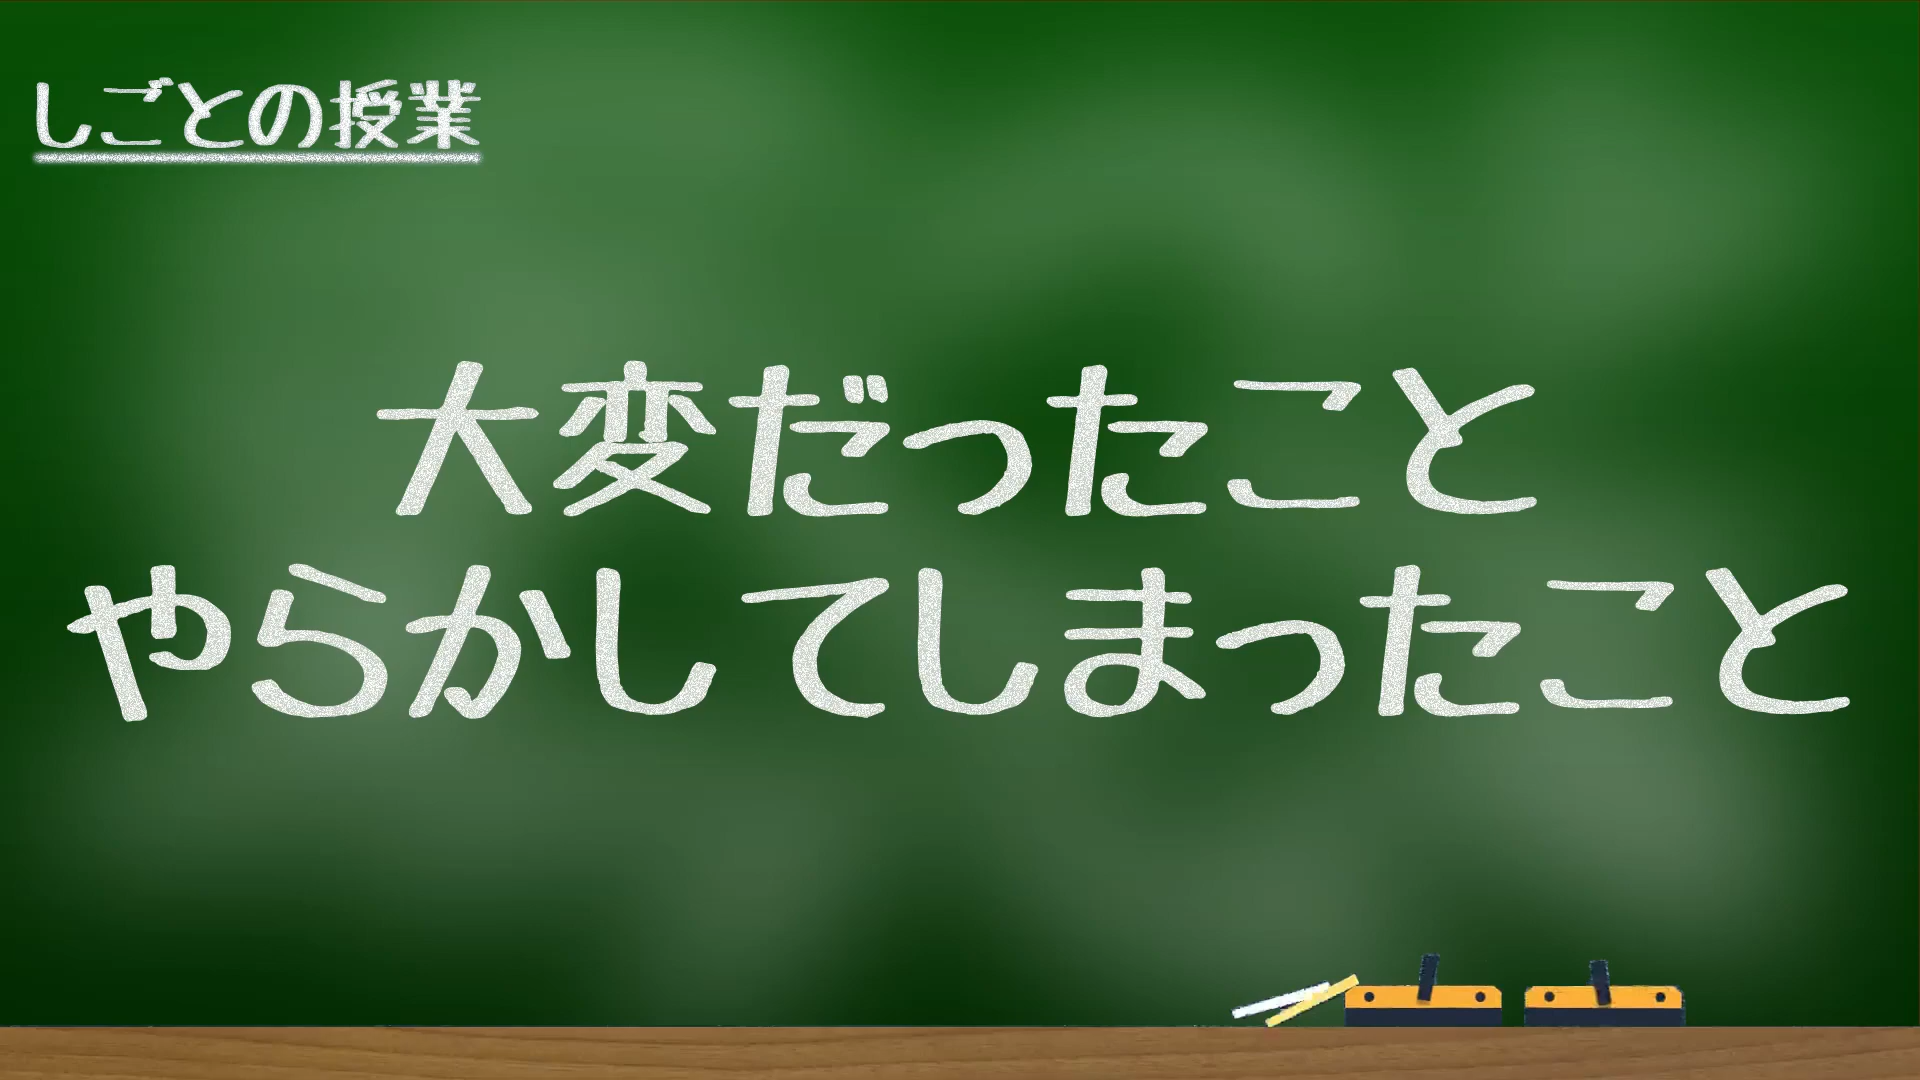 しごとの授業
大変だったこと
やらかしてしまったこと